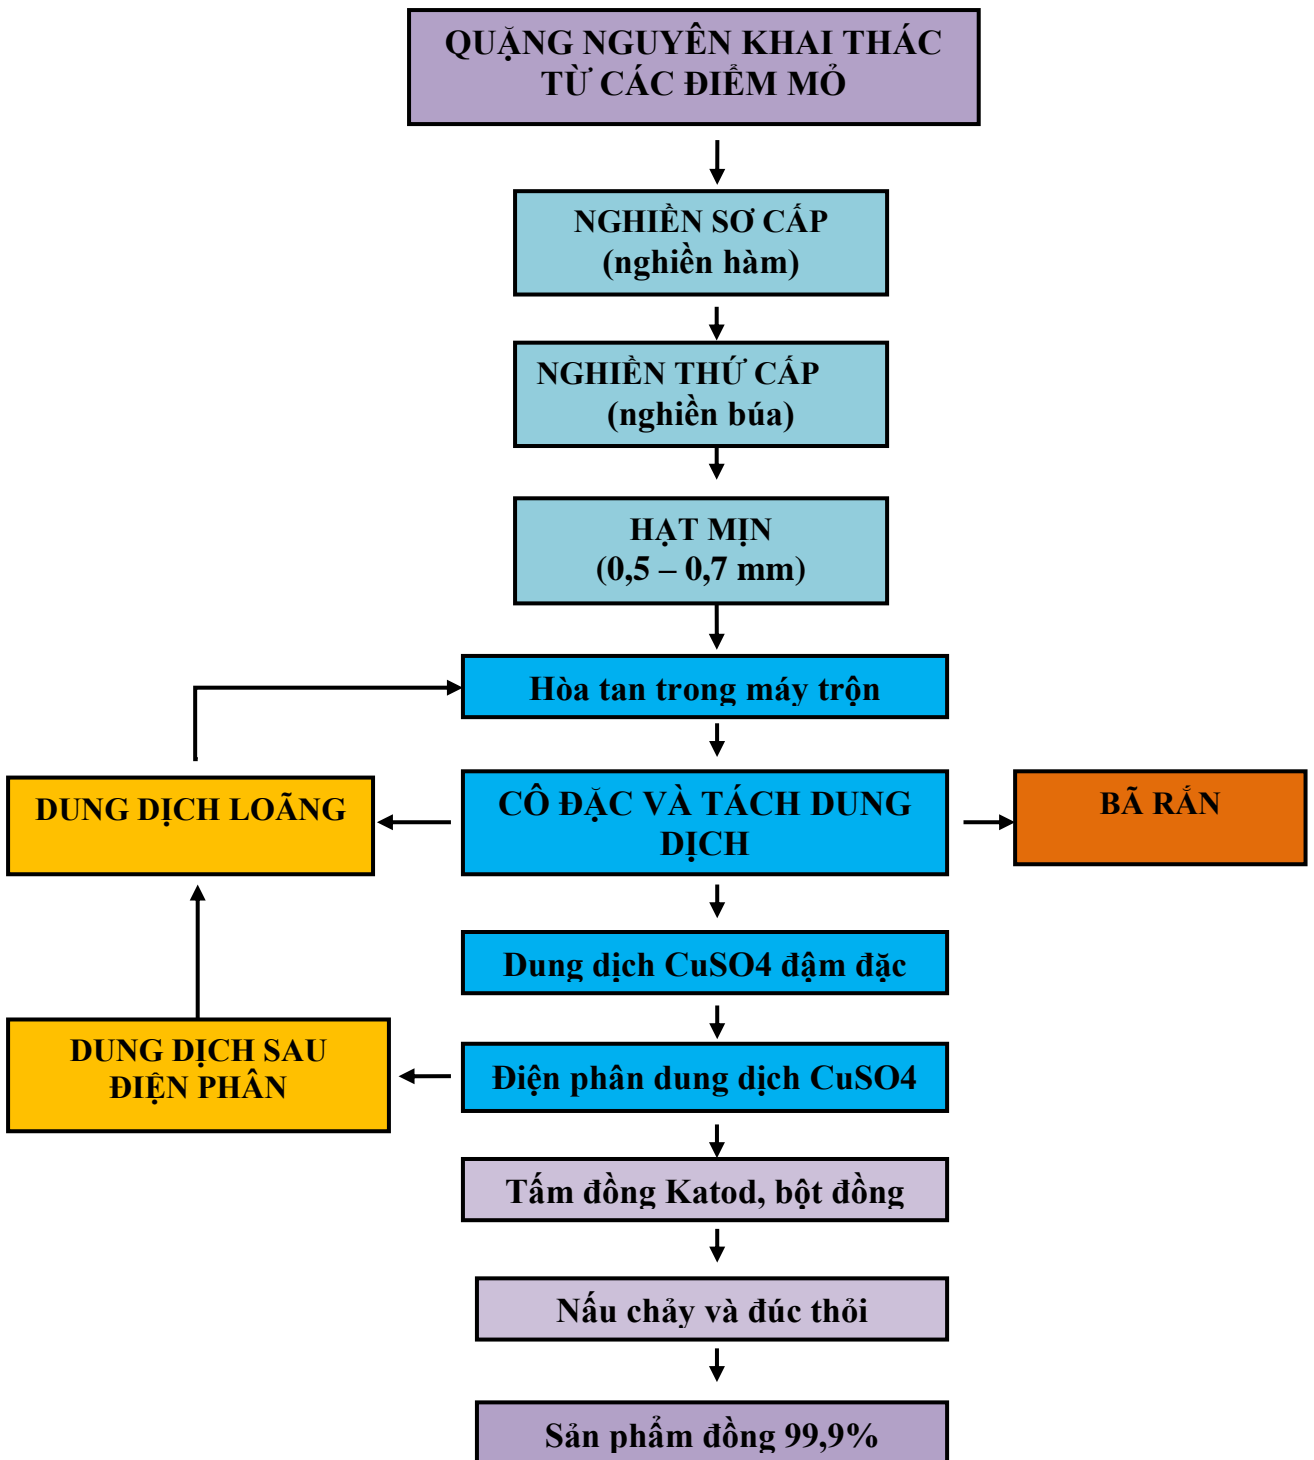 QUẶNG NGUYÊN KHAI THÁC
TỪ CÁC ĐIỂM MỎ
NGHIỀN SƠ CẤP
(nghiền hàm)
NGHIỀN THỨ CẤP
(nghiền búa)
HẠT MỊN
(0,5 – 0,7 mm)
Hòa tan trong máy trộn
DUNG DỊCH LOÃNG
CÔ ĐẶC VÀ TÁCH DUNG
DỊCH
BÃ RẮN
Dung dịch CuSO4 đậm đặc
DUNG DỊCH SAU
ĐIỆN PHÂN
Điện phân dung dịch CuSO4
Tấm đồng Katod, bột đồng
Nấu chảy và đúc thỏi
Sản phẩm đồng 99,9%